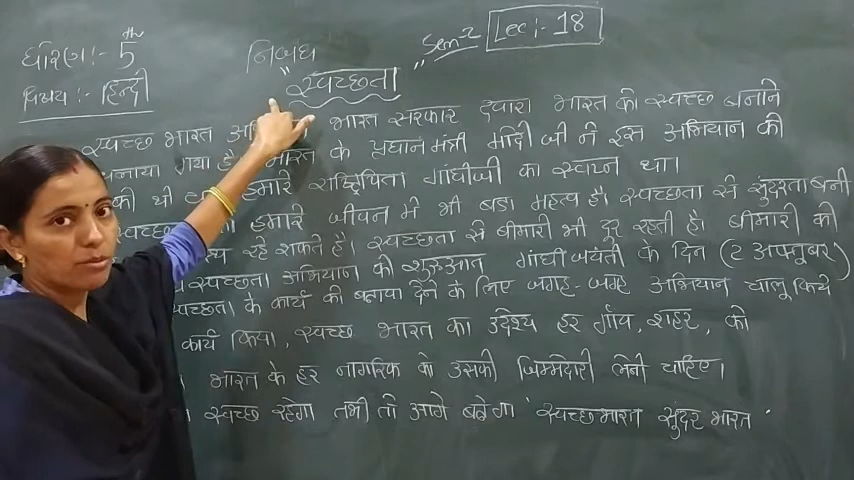 धोरण :- 5th
विषय :- हिन्दी
निबंध
Sem-2
Lec :- 18
"स्वच्छता"
स्वच्छ भारत भारत सरकार द्वारा भारत को स्वच्छ बनाने
बनाया गया है। भारत के प्रधानमंत्री मोदी जी ने इस अभियान की
की थी हमारे राष्ट्रपिता गांधीजी का स्वप्न था।
स्वच्छता हमारे जीवन में भी बडा महत्व है। स्वच्छता से सुंदरता बनी
रहे सकते है। स्वच्छता से बीमारी भी दूर रहती है। बीमारी को
स्वच्छता अभियान की शुरुआत गांधी जयंती के दिन (2 अक्तूबर)
स्वच्छता के कार्य को बताया देने के लिए जगह-जगह अभियान चालू किये
कार्य किया, स्वच्छ भारत का उदेश्य हर गाँव, शहर, को
भारत के हर नागरिक को उसकी जिम्मेदारी लेनी चाहिए।
स्वच्छ रहेगा तभी तो आगे बढेगा 'स्वच्छ भारत सुंदर भारत'